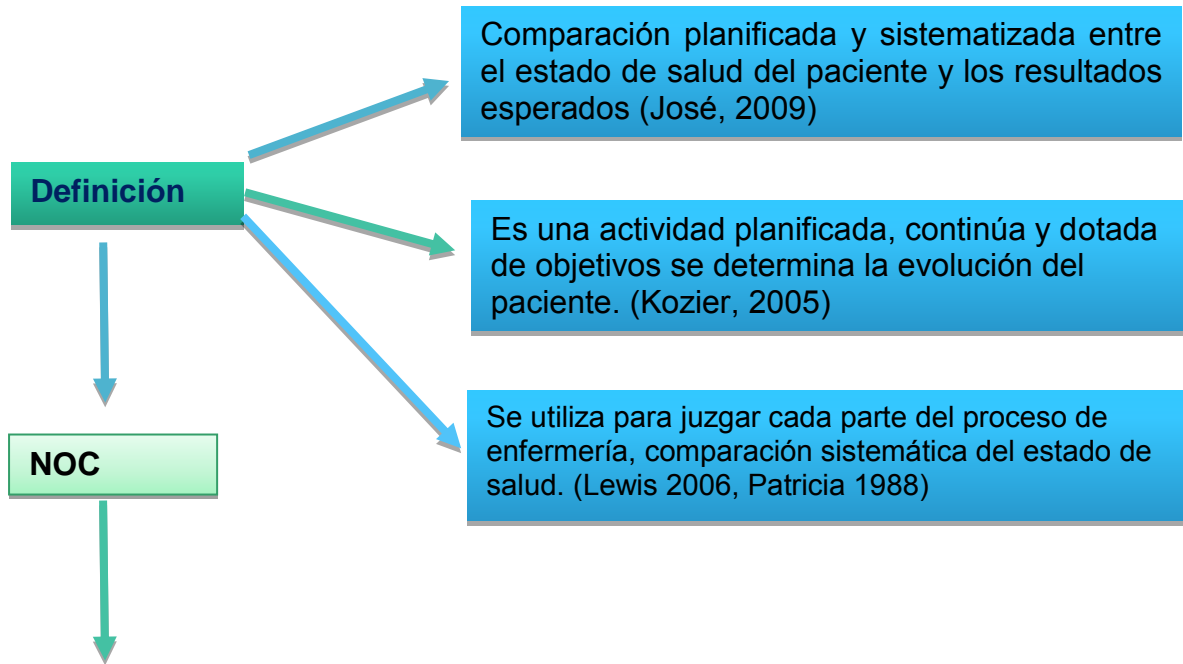 Comparación planificada y sistematizada entre
el estado de salud del paciente y los resultados
esperados (José, 2009)
Definición
Es una actividad planificada, continúa y dotada
de objetivos se determina la evolución del
paciente. (Kozier, 2005)
Se utiliza para juzgar cada parte del proceso de
enfermería, comparación sistemática del estado de
salud. (Lewis 2006, Patricia 1988)
NOC